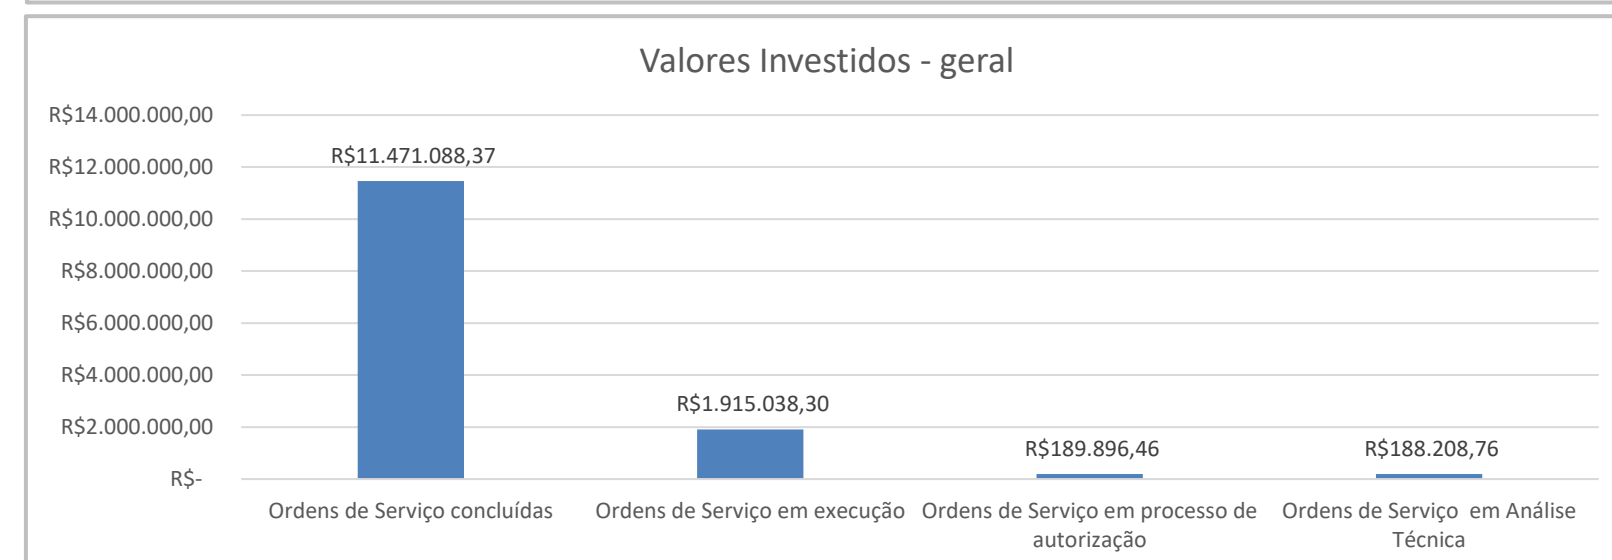 Valores Investidos - geral
R$14.000.000,00
R$12.000.000,00
R$10.000.000,00
R$8.000.000,00
R$6.000.000,00
R$4.000.000,00
R$2.000.000,00
R$-
R$11.471.088,37
R$1.915.038,30
R$189.896,46
R$188.208,76
Ordens de Serviço concluídas
Ordens de Serviço em execução
Ordens de Serviço em processo de
autorização
Ordens de Serviço  em Análise
Técnica